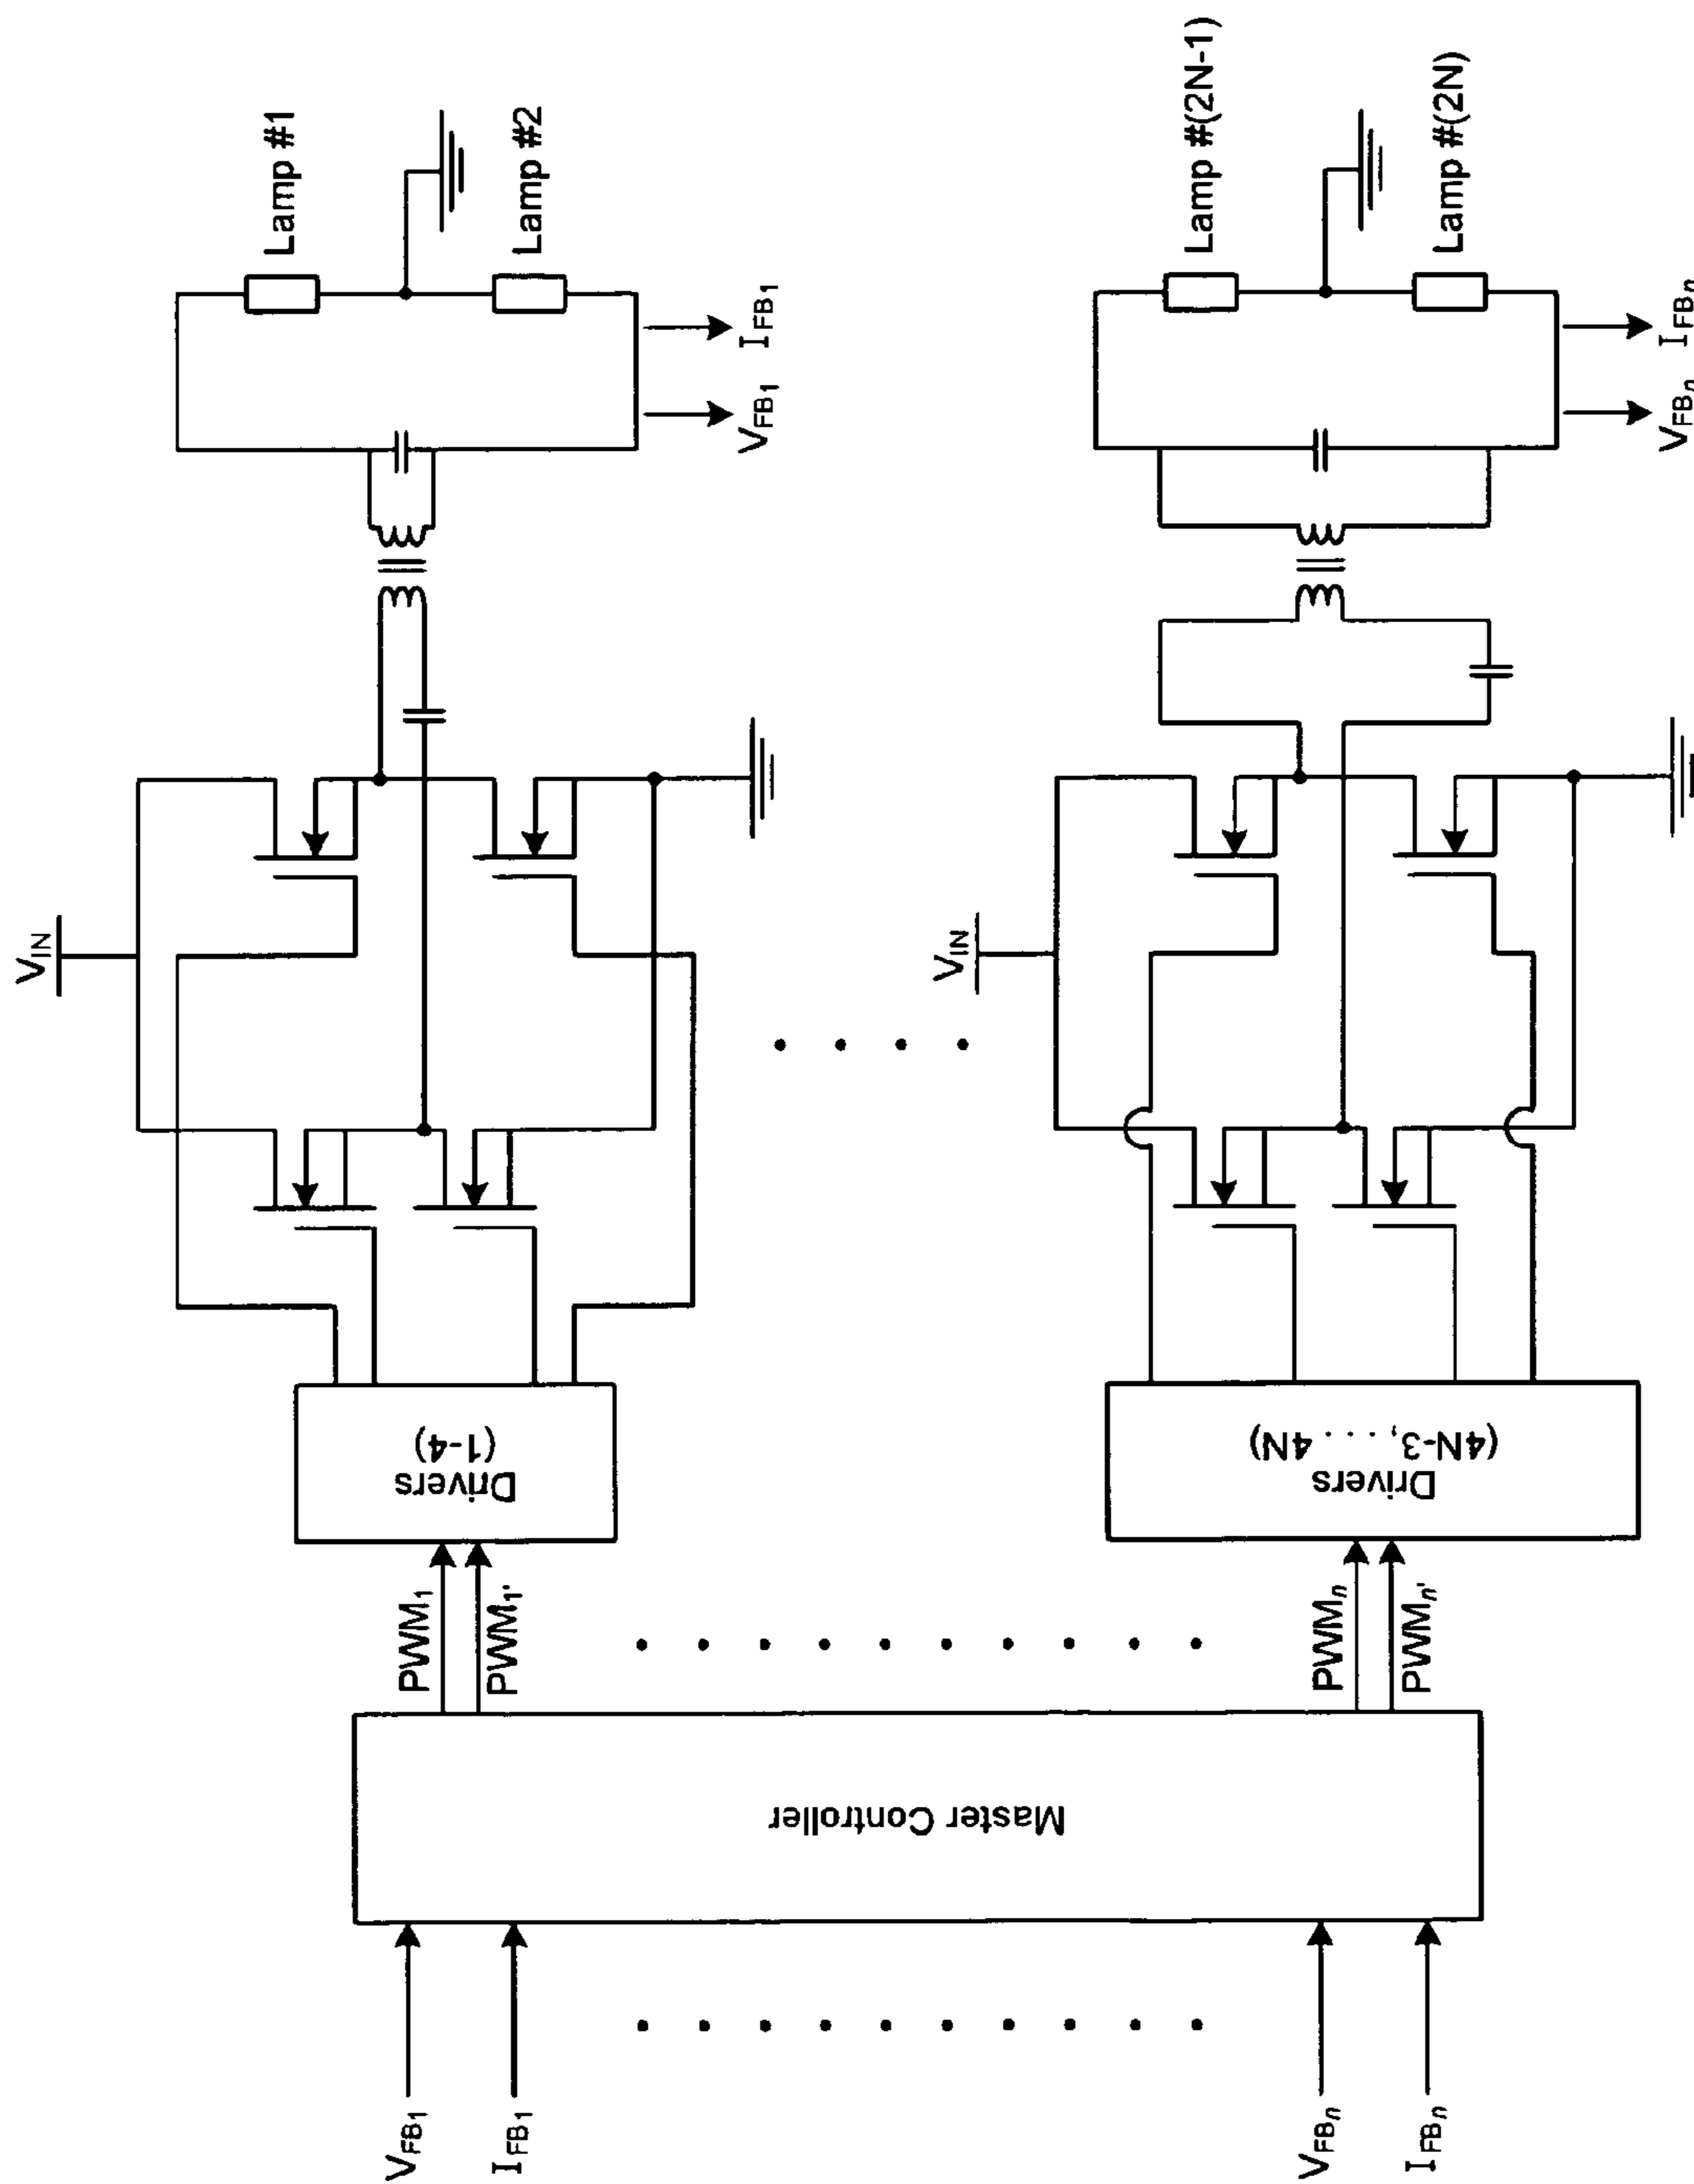 V_FB1
I_FB1
V_FBn
I_FBn
Master Controller
PWM_1
PWM_1'
PWM_n
PWM_n'
Drivers
(1-4)
Drivers
(4N-3, . . . 4N)
V_IN
V_IN
Lamp #1
Lamp #2
V_FB1
I_FB1
Lamp #(2N-1)
Lamp #(2N)
V_FBn
I_FBn